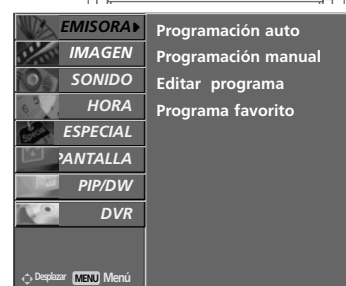 EMISORA
IMAGEN
SONIDO
HORA
ESPECIAL
PANTALLA
PIP/DW
DVR
Desplazar MENU Menú
Programación auto
Programación manual
Editar programa
Programa favorito